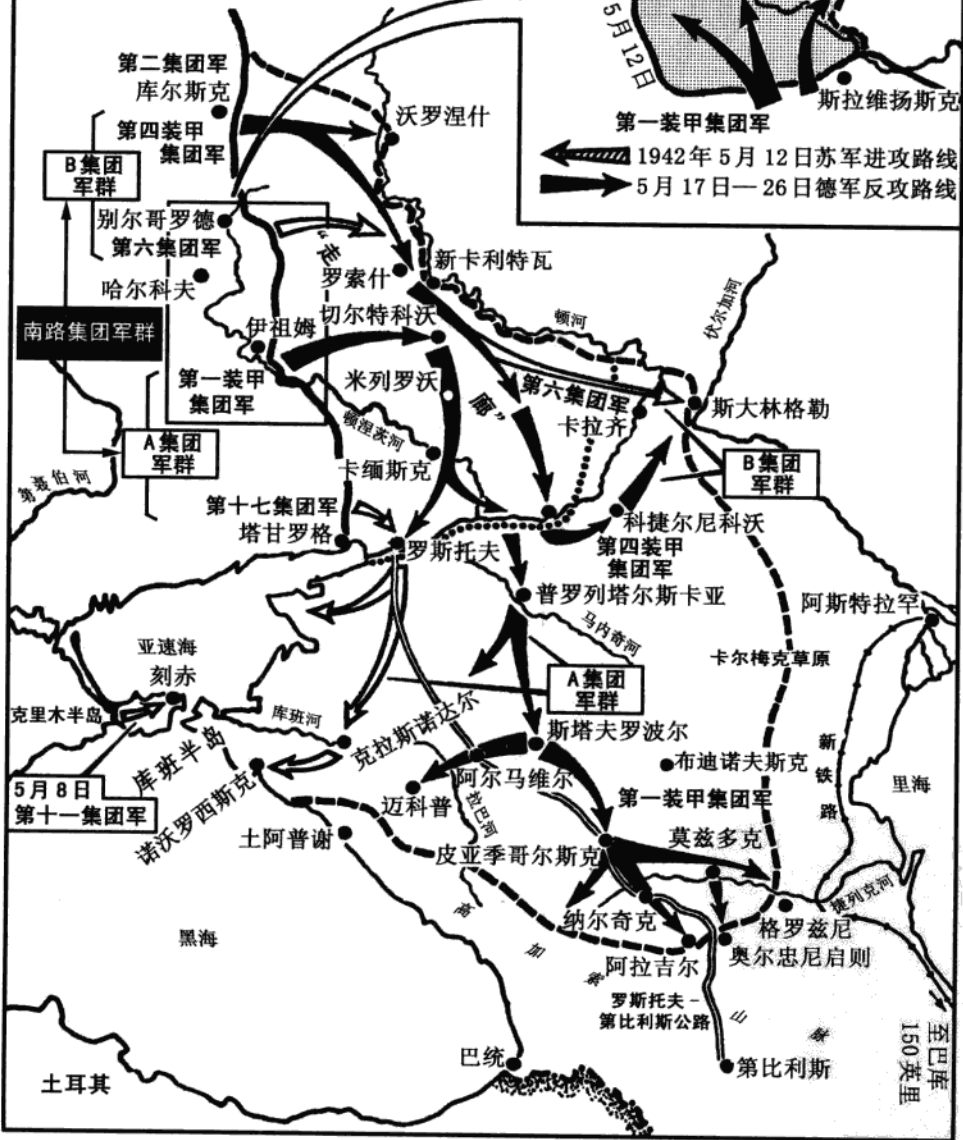 5月12日
斯拉维扬斯克
第一装甲集团军
1942年5月12日苏军进攻路线
5月17日—26日德军反攻路线
第二集团军
库尔斯克
沃罗涅什
第四装甲
集团军
B集团
军群
别尔哥罗德
第六集团军
哈尔科夫
“走
廊”
罗索什
新卡利特瓦
顿河
伏尔加河
南路集团军群
伊祖姆
切尔特科沃
第一装甲
集团军
米列罗沃
第六集团军
卡拉齐
斯大林格勒
顿涅茨河
A集团
军群
卡缅斯克
B集团
军群
第聂伯河
第十七集团军
塔甘罗格
罗斯托夫
科捷尔尼科沃
第四装甲
集团军
普罗列塔尔斯卡亚
阿斯特拉罕
马内奇河
亚速海
刻赤
卡尔梅克草原
A集团
军群
克里木半岛
库班河
克拉斯诺达尔
斯塔夫罗波尔
库班半岛
布迪诺夫斯克
新铁路
里海
5月8日
第十一集团军
诺沃罗西斯克
阿尔马维尔
迈科普
拉巴河
第一装甲集团军
土阿普谢
皮亚季哥尔斯克
莫兹多克
捷列克河
黑海
高加索山脉
纳尔奇克
格罗兹尼
阿拉吉尔
奥尔忠尼启则
罗斯托夫－
第比利斯公路
巴统
第比利斯
至巴库
150英里
土耳其